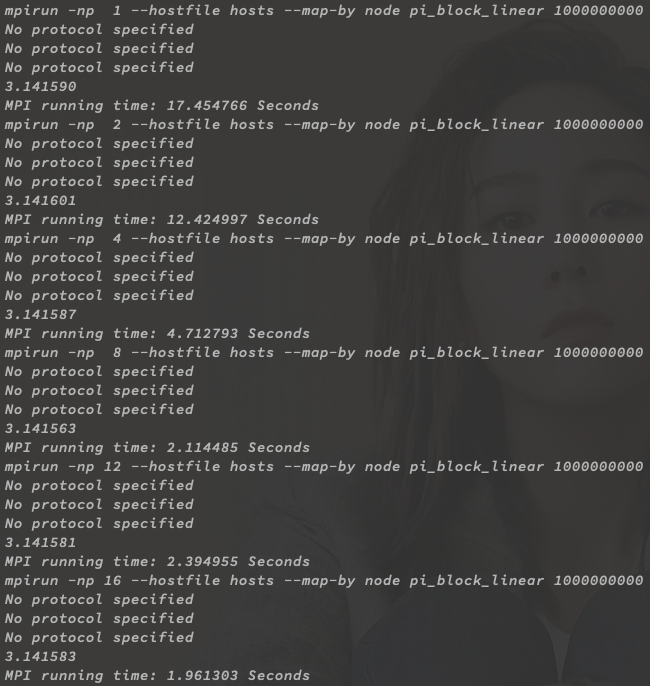 mpirun -np  1 --hostfile hosts --map-by node pi_block_linear 1000000000
No protocol specified
No protocol specified
No protocol specified
3.141590
MPI running time: 17.454766 Seconds
mpirun -np  2 --hostfile hosts --map-by node pi_block_linear 1000000000
No protocol specified
No protocol specified
No protocol specified
3.141601
MPI running time: 12.424997 Seconds
mpirun -np  4 --hostfile hosts --map-by node pi_block_linear 1000000000
No protocol specified
No protocol specified
No protocol specified
3.141587
MPI running time: 4.712793 Seconds
mpirun -np  8 --hostfile hosts --map-by node pi_block_linear 1000000000
No protocol specified
No protocol specified
No protocol specified
3.141563
MPI running time: 2.114485 Seconds
mpirun -np 12 --hostfile hosts --map-by node pi_block_linear 1000000000
No protocol specified
No protocol specified
No protocol specified
3.141581
MPI running time: 2.394955 Seconds
mpirun -np 16 --hostfile hosts --map-by node pi_block_linear 1000000000
No protocol specified
No protocol specified
No protocol specified
3.141583
MPI running time: 1.961303 Seconds